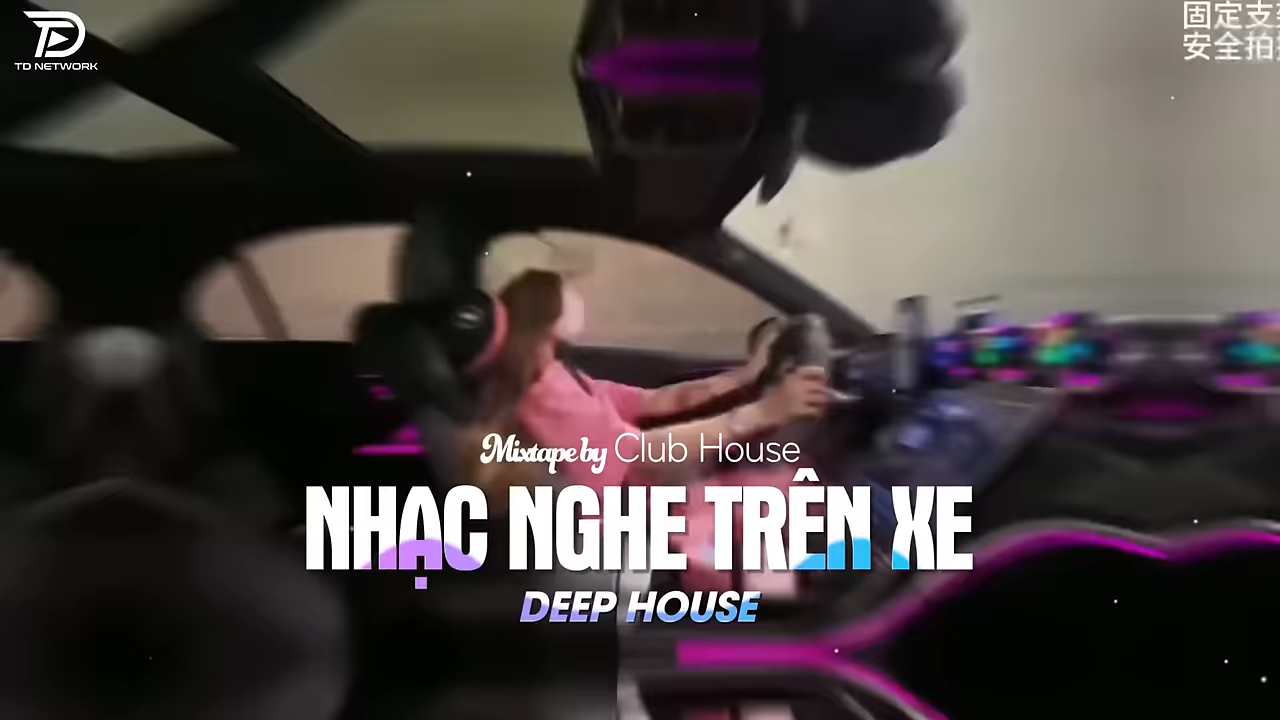 TD NETWORK
固定支
安全拍
Mixtape by Club House
NHẠC NGHE TRÊN XE
DEEP HOUSE